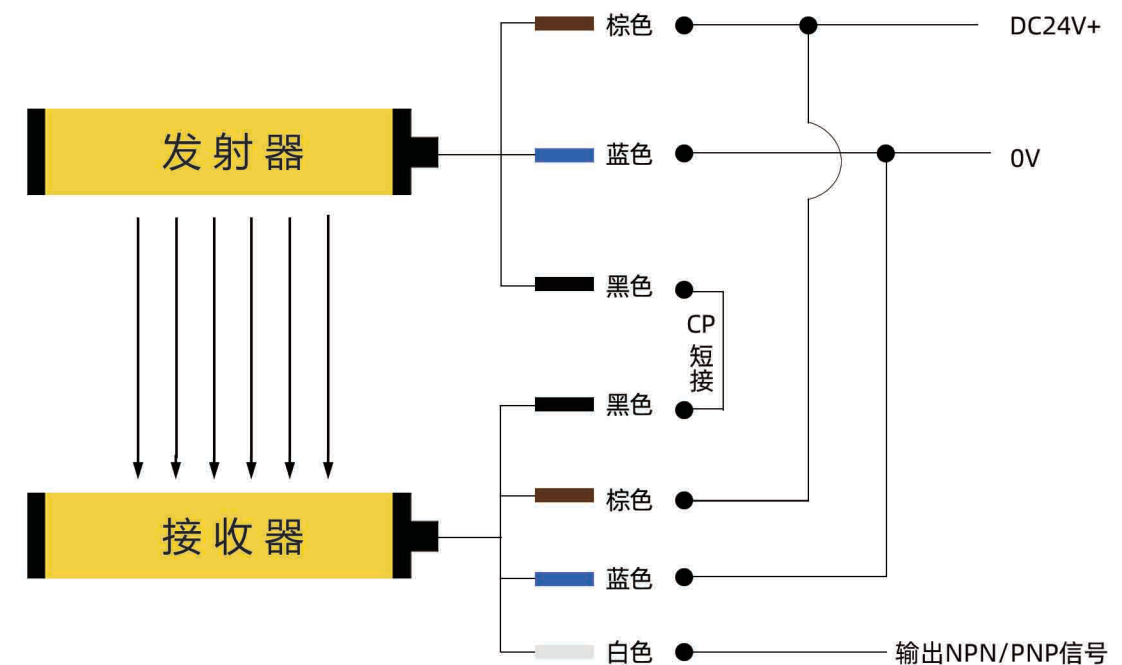 棕色
DC24V+
发射器
蓝色
0V
黑色
CP
短
接
黑色
棕色
接收器
蓝色
白色
输出NPN/PNP信号